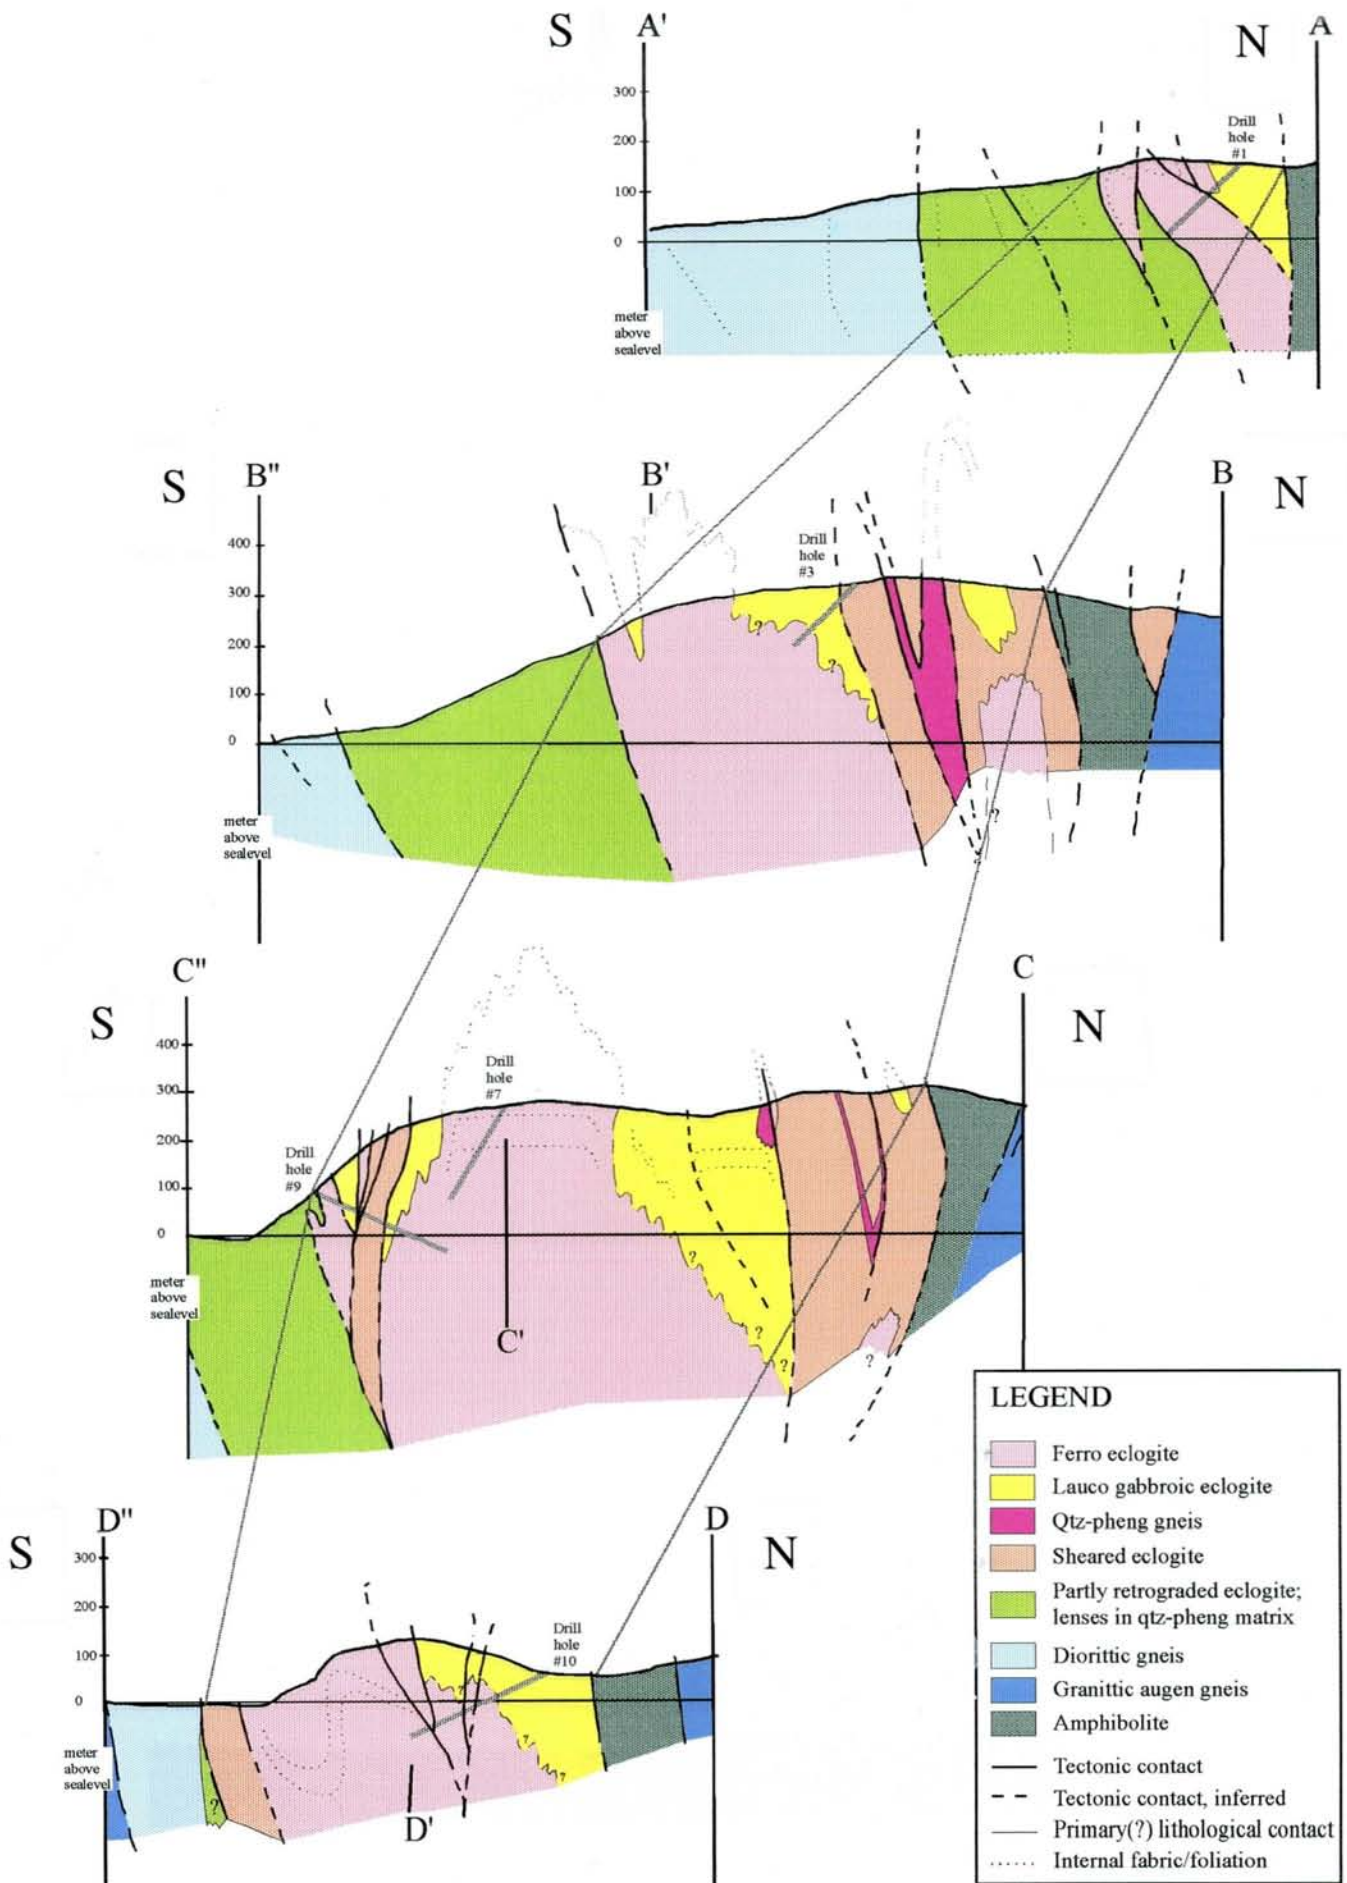 S
A'
N
A
300
200
100
0
Drill
hole
#1
meter
above
sealevel
S
B''
B'
B
N
400
300
200
100
0
Drill
hole
#3
?
?
?
meter
above
sealevel
S
C''
C
N
400
300
200
100
0
Drill
hole
#7
Drill
hole
#9
meter
above
sealevel
C'
?
?
?
?
S
D''
D
N
300
200
100
0
Drill
hole
#10
meter
above
sealevel
?
?
?
?
D'
LEGEND
Ferro eclogite
Lauco gabbroic eclogite
Qtz-pheng gneis
Sheared eclogite
Partly retrograded eclogite;
lenses in qtz-pheng matrix
Diorittic gneis
Granittic augen gneis
Amphibolite
Tectonic contact
Tectonic contact, inferred
Primary(?) lithological contact
Internal fabric/foliation